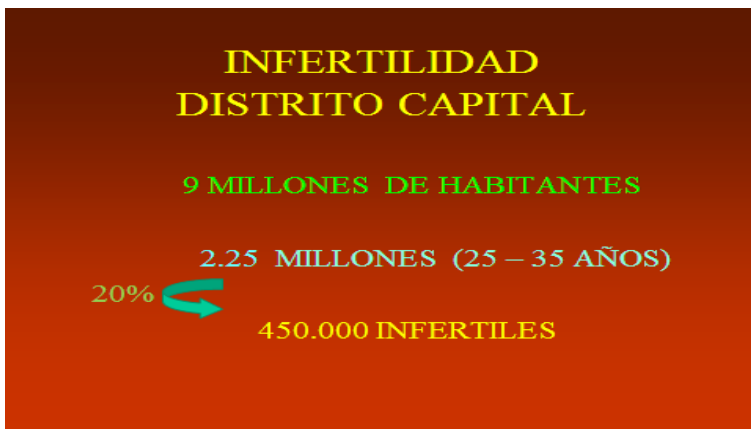 INFERTILIDAD
DISTRITO CAPITAL
9 MILLONES DE HABITANTES
2.25 MILLONES (25 – 35 AÑOS)
20%
450.000 INFERTILES